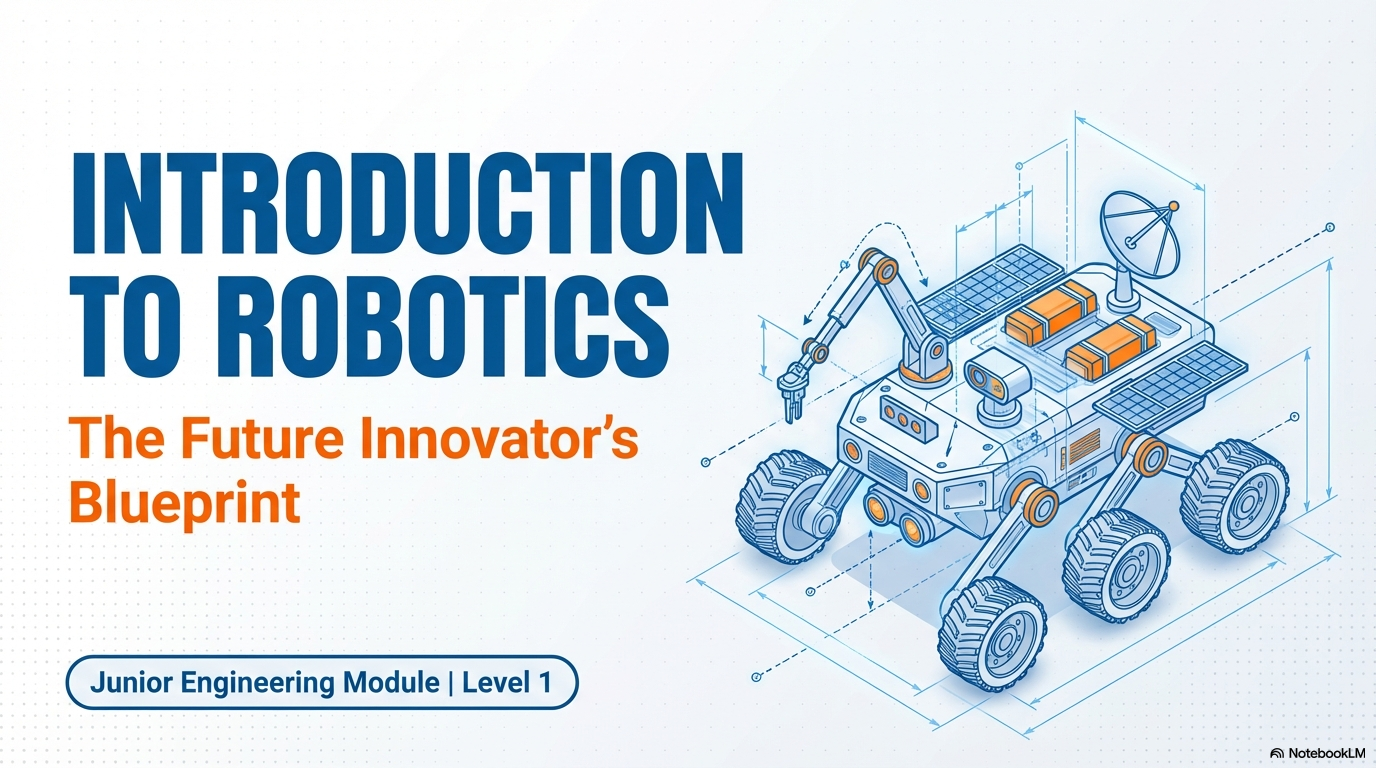 INTRODUCTION
TO ROBOTICS
The Future Innovator’s
Blueprint
Junior Engineering Module | Level 1
NotebookLM